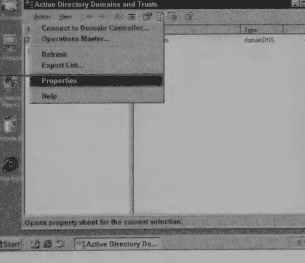 Active Directory Domains and Trusts
Action View
Connect to Domain Controller...
Operations Master...
Type
domainDNS
Refresh
Export List...
Properties
Help
Opens property sheet for the current selection.
Start
Active Directory Do...